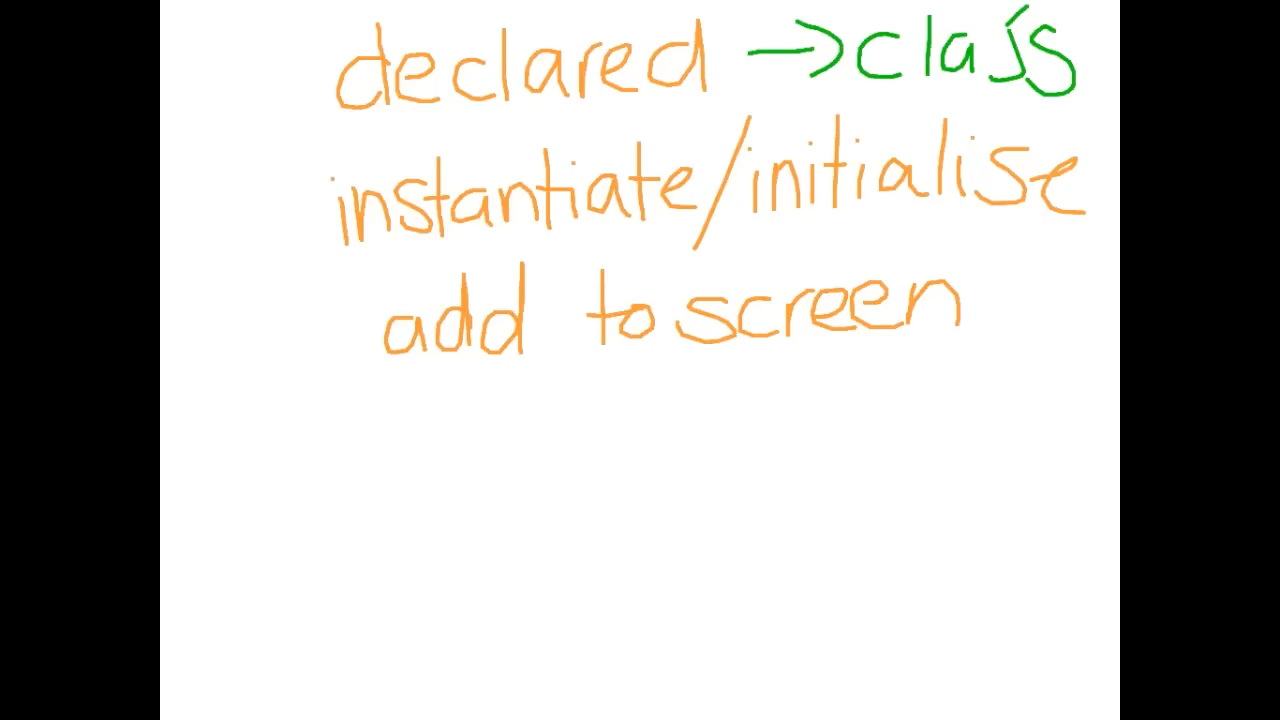 declared → class
instantiate/initialise
add to screen